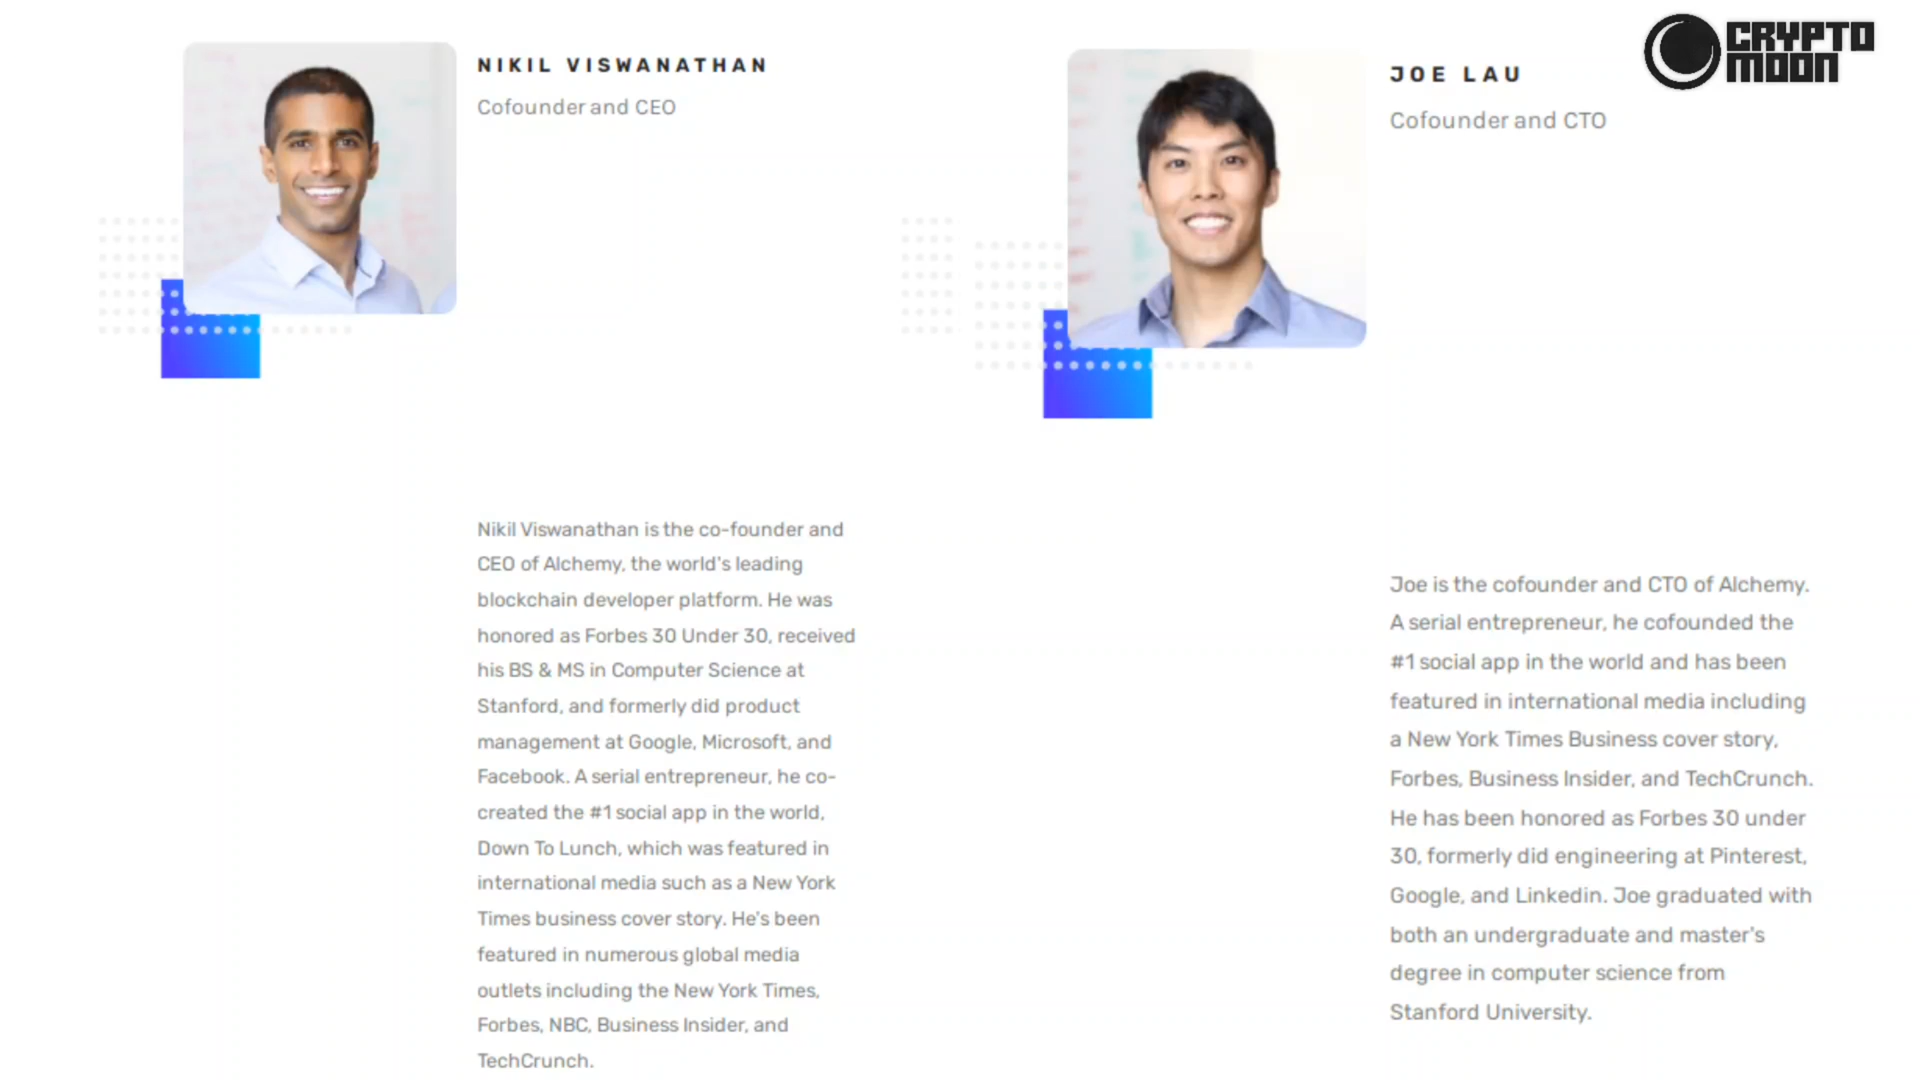 NIKIL VISWANATHAN
Cofounder and CEO
Nikil Viswanathan is the co-founder and
CEO of Alchemy, the world's leading
blockchain developer platform. He was
honored as Forbes 30 Under 30, received
his BS & MS in Computer Science at
Stanford, and formerly did product
management at Google, Microsoft, and
Facebook. A serial entrepreneur, he co-
created the #1 social app in the world,
Down To Lunch, which was featured in
international media such as a New York
Times business cover story. He's been
featured in numerous global media
outlets including the New York Times,
Forbes, NBC, Business Insider, and
TechCrunch.
JOE LAU
Cofounder and CTO
Joe is the cofounder and CTO of Alchemy.
A serial entrepreneur, he cofounded the
#1 social app in the world and has been
featured in international media including
a New York Times Business cover story,
Forbes, Business Insider, and TechCrunch.
He has been honored as Forbes 30 under
30, formerly did engineering at Pinterest,
Google, and Linkedin. Joe graduated with
both an undergraduate and master's
degree in computer science from
Stanford University.
CRYPTO
MOON